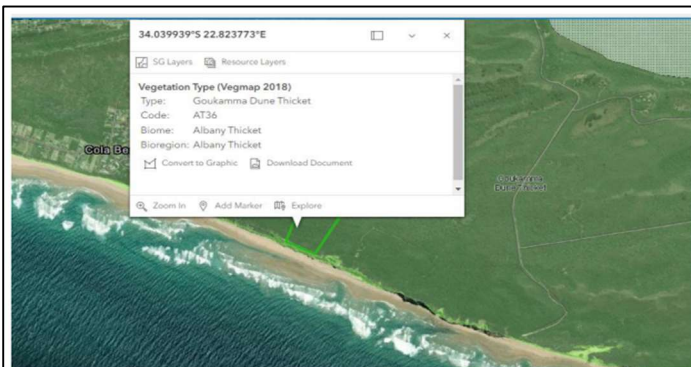 34.039939°S 22.823773°E
SG Layers Resource Layers
Vegetation Type (Vegmap 2018)
Type: Goukamma Dune Thicket
Code: AT36
Biome: Albany Thicket
Bioregion: Albany Thicket
Convert to Graphic Download Document
Zoom In Add Marker Explore
Cola Be
Goukamma
Dune Thicket